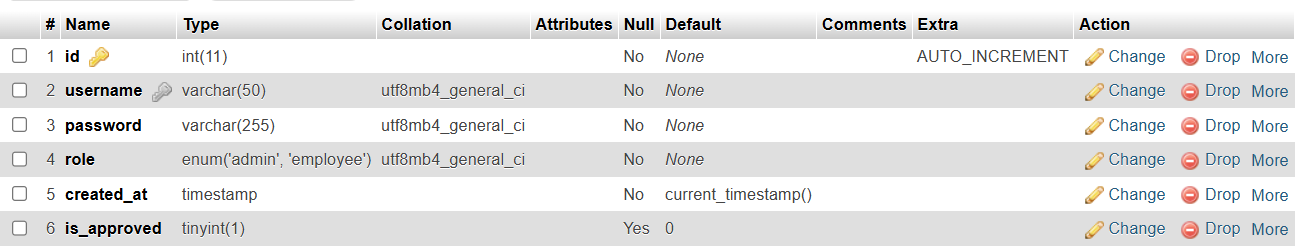 # Name Type Collation Attributes Null Default Comments Extra Action
1 id int(11) No None AUTO_INCREMENT Change Drop More
2 username varchar(50) utf8mb4_general_ci No None Change Drop More
3 password varchar(255) utf8mb4_general_ci No None Change Drop More
4 role enum('admin', 'employee') utf8mb4_general_ci No None Change Drop More
5 created_at timestamp No current_timestamp() Change Drop More
6 is_approved tinyint(1) Yes 0 Change Drop More